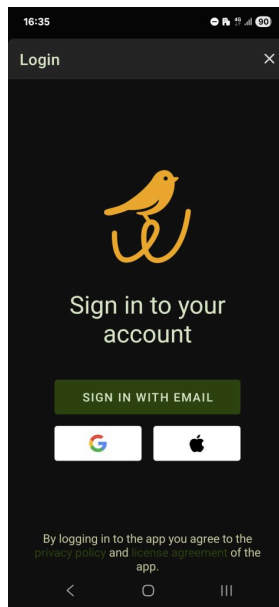 16:35
4G
90
Login
Sign in to your
account
SIGN IN WITH EMAIL
By logging in to the app you agree to the
privacy policy and license agreement of the
app.